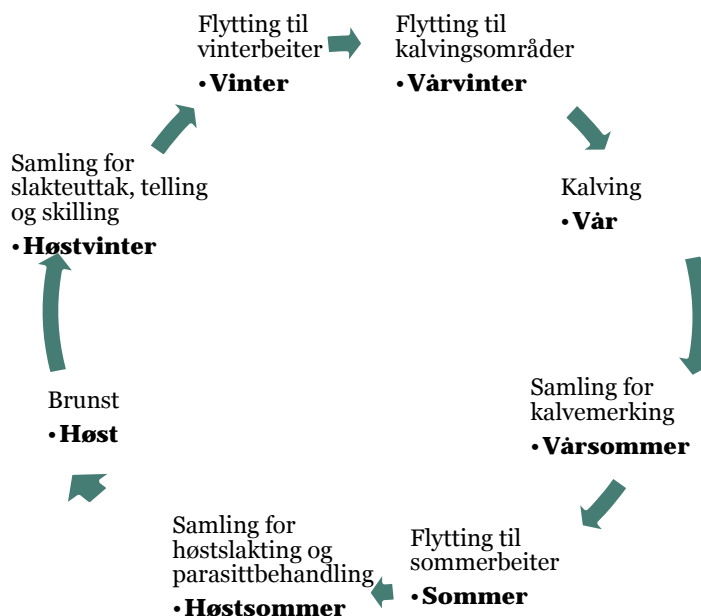 Flytting til
vinterbeiter
• Vinter
Flytting til
kalvingsområder
• Vårvinter
Kalving
• Vår
Samling for
kalvemerking
• Vårsommer
Flytting til
sommerbeiter
• Sommer
Samling for
høstslakting og
parasittbehandling
• Høstsommer
Brunst
• Høst
Samling for
slakteuttak, telling
og skilling
• Høstvinter